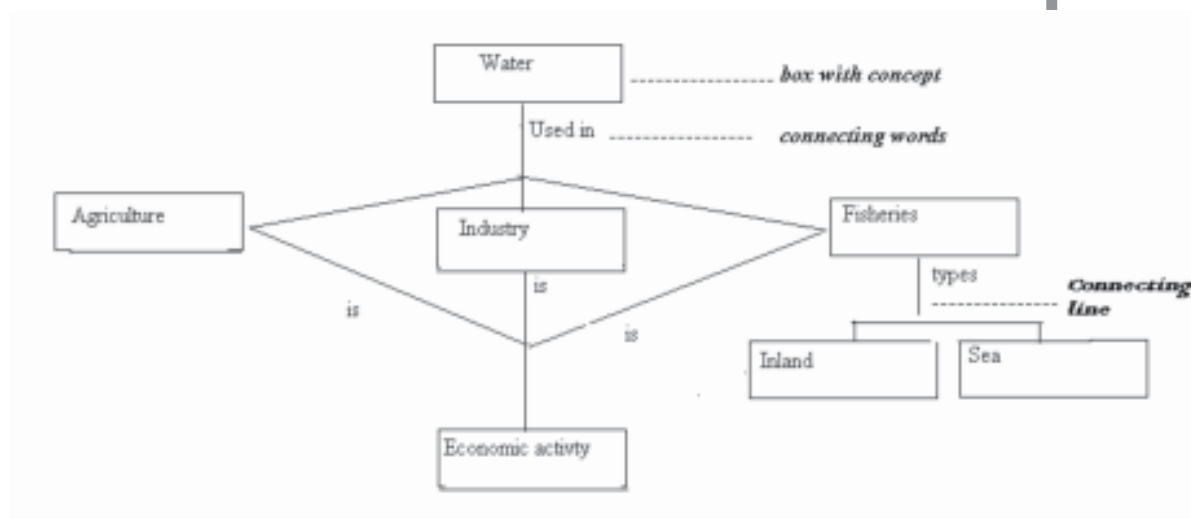 Water
box with concept
Used in
connecting words
Agriculture
Industry
Fisheries
is
types
Connecting
line
is
is
Inland
Sea
Economic activty